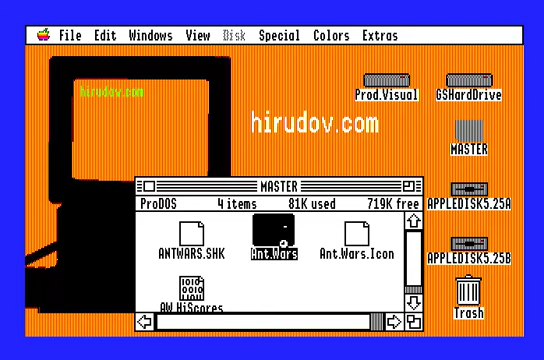 File Edit Windows View Disk Special Colors Extras
hirudov.com
hirudov.com
Prod.Visual
GSHardDrive
MASTER
APPLEDISK5.25A
APPLEDISK5.25B
Trash
MASTER
ProDOS 4 items 81K used 719K free
ANTWARS.SHK
Ant.Wars
Ant.Wars.Icon
AW.HiScores